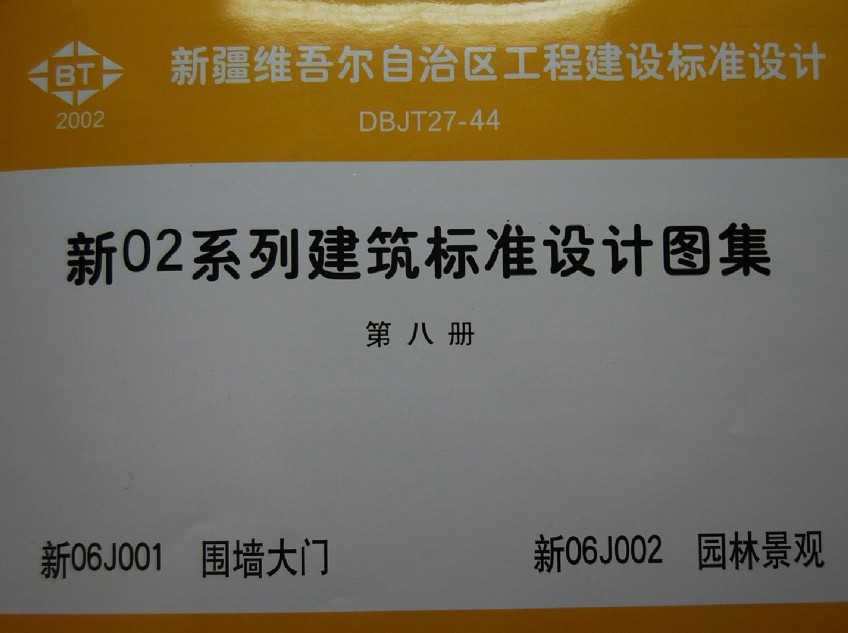 BT
2002
新疆维吾尔自治区工程建设标准设计
DBJT27-44
新02系列建筑标准设计图集
第八册
新06J001 围墙大门
新06J002 园林景观